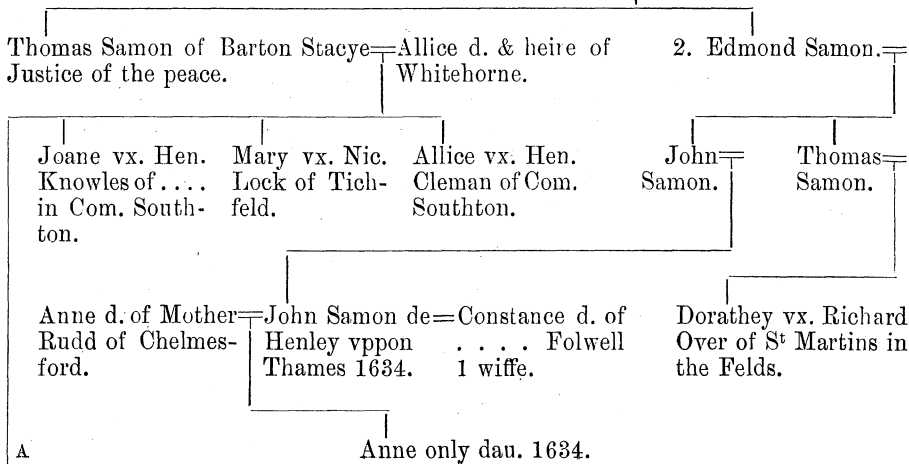 Thomas Samon of Barton Stacye=Allice d. & heire of
Justice of the peace.
Whitehorne.
2. Edmond Samon.=
Joane vx. Hen.
Knowles of . . . .
in Com. South-
ton.
Mary vx. Nic.
Lock of Tich-
feld.
Allice vx. Hen.
Cleman of Com.
Southton.
John=
Samon.
Thomas=
Samon.
Anne d. of Mother=John Samon de=Constance d. of
Rudd of Chelmes-
ford.
Henley vppon
Thames 1634.
. . . . Folwell
1 wiffe.
Dorathey vx. Richard
Over of Sᵗ Martins in
the Felds.
A
Anne only dau. 1634.